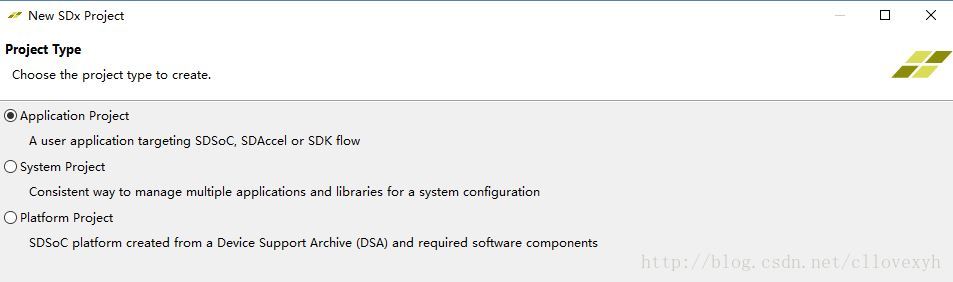 New SDx Project
Project Type
Choose the project type to create.
Application Project
A user application targeting SDSoC, SDAccel or SDK flow
System Project
Consistent way to manage multiple applications and libraries for a system configuration
Platform Project
SDSoC platform created from a Device Support Archive (DSA) and required software components
http://blog.csdn.net/cllovexyh